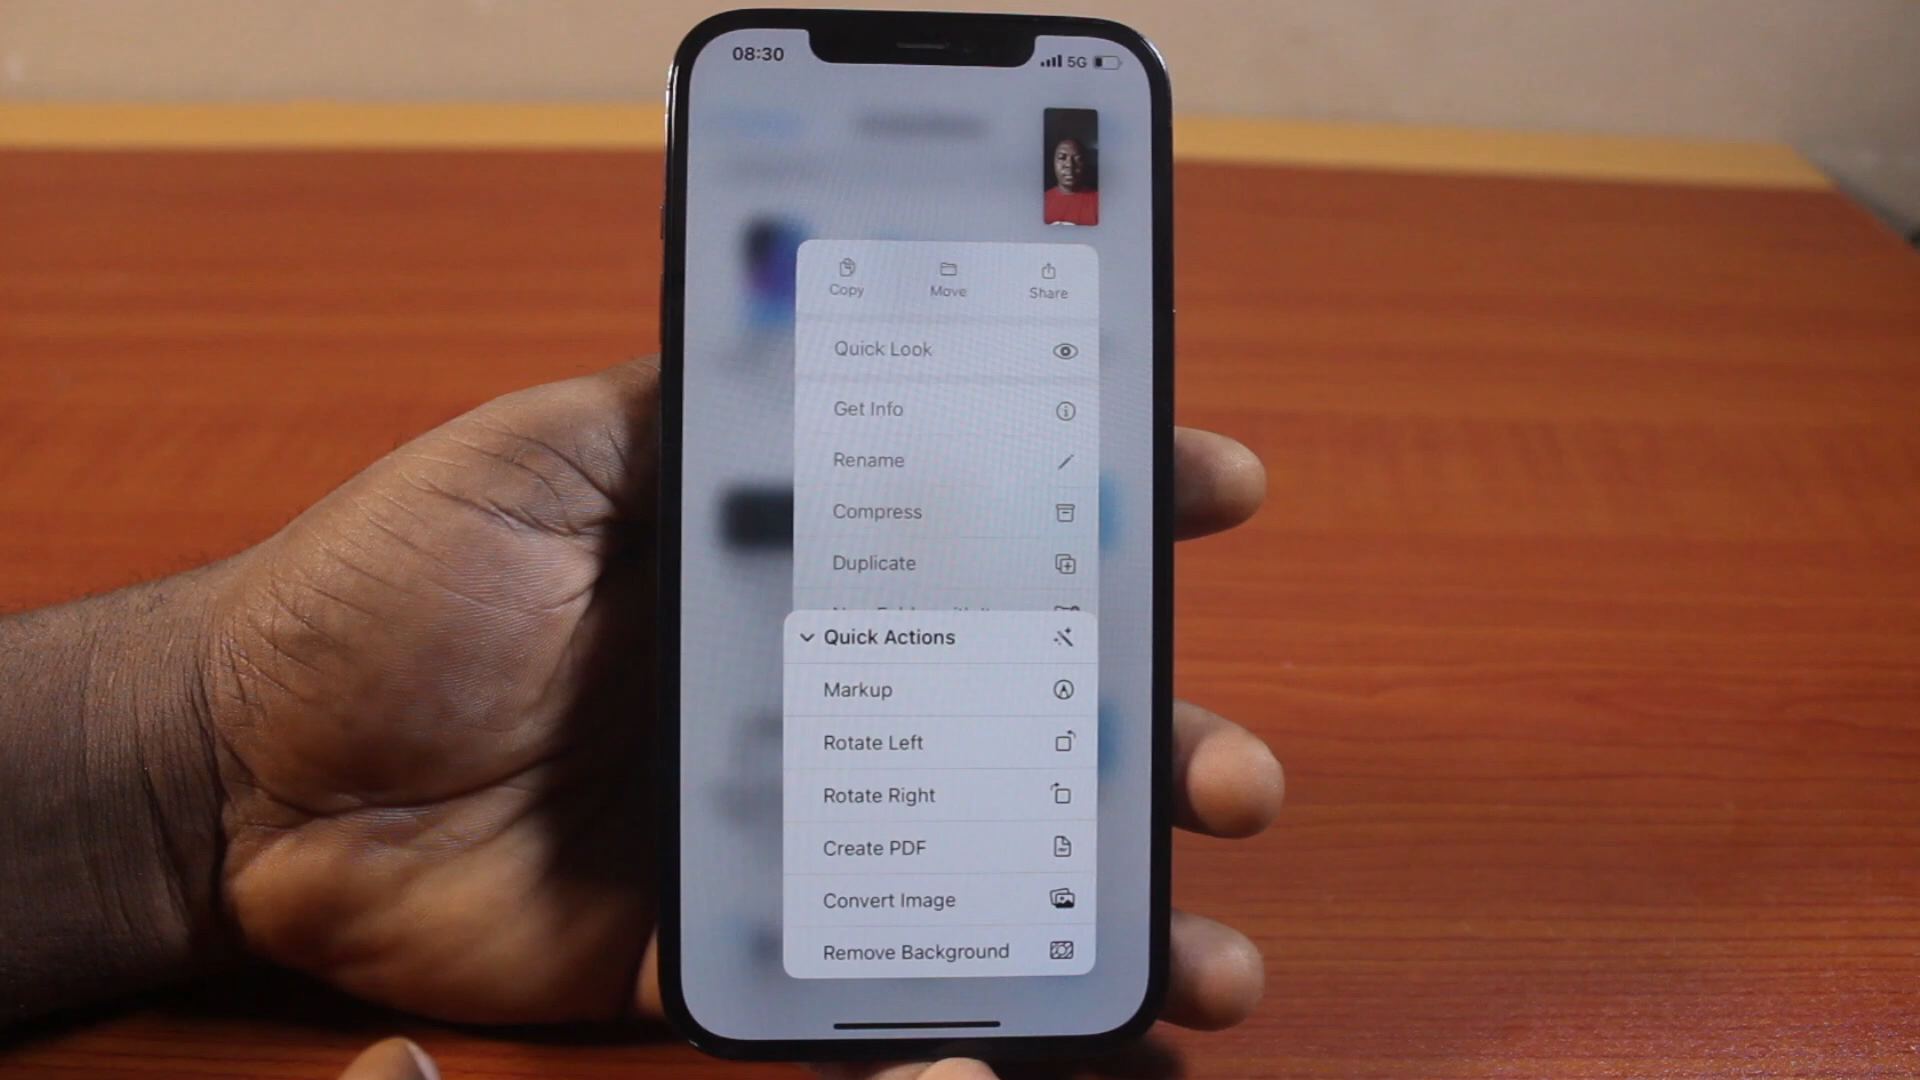 08:30
5G
Copy
Move
Share
Quick Look
Get Info
Rename
Compress
Duplicate
Quick Actions
Markup
Rotate Left
Rotate Right
Create PDF
Convert Image
Remove Background